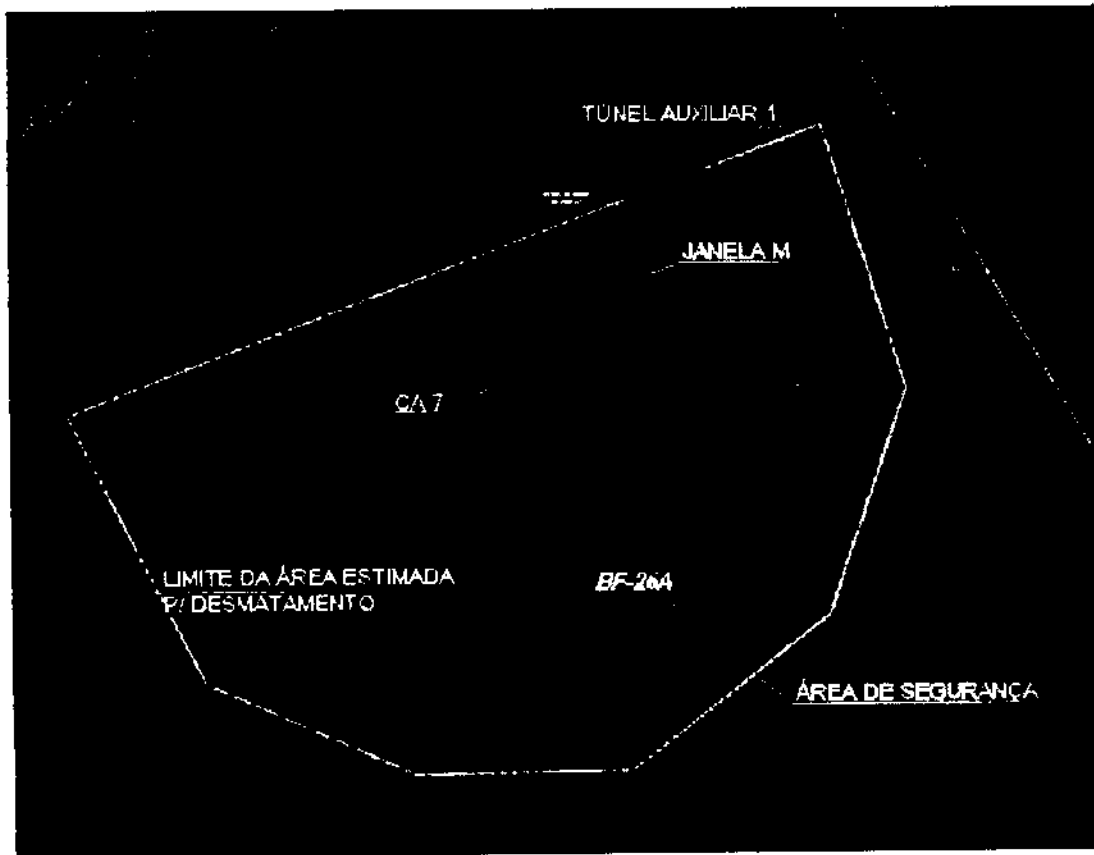 TÚNEL AUXILIAR 1
JANELA M
CA 7
LIMITE DA ÁREA ESTIMADA
P/ DESMATAMENTO
BF-26A
ÁREA DE SEGURANÇA